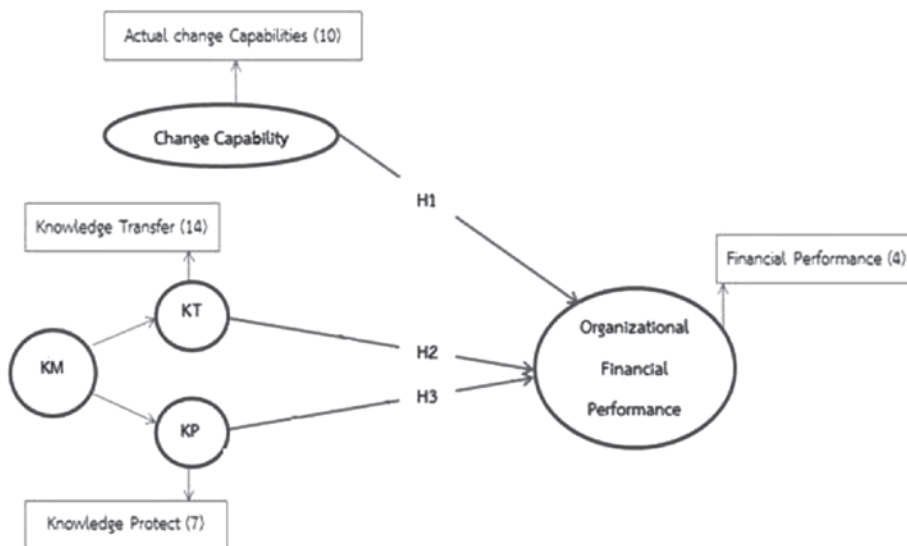 Actual change Capabilities (10)
Change Capability
H1
Knowledge Transfer (14)
Financial Performance (4)
KT
Organizational
Financial
Performance
H2
KM
H3
KP
Knowledge Protect (7)